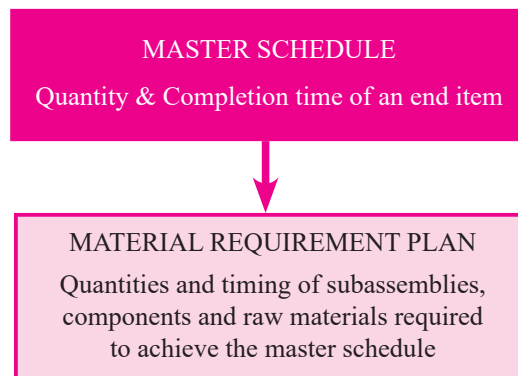 MASTER SCHEDULE
Quantity & Completion time of an end item
MATERIAL REQUIREMENT PLAN
Quantities and timing of subassemblies,
components and raw materials required
to achieve the master schedule